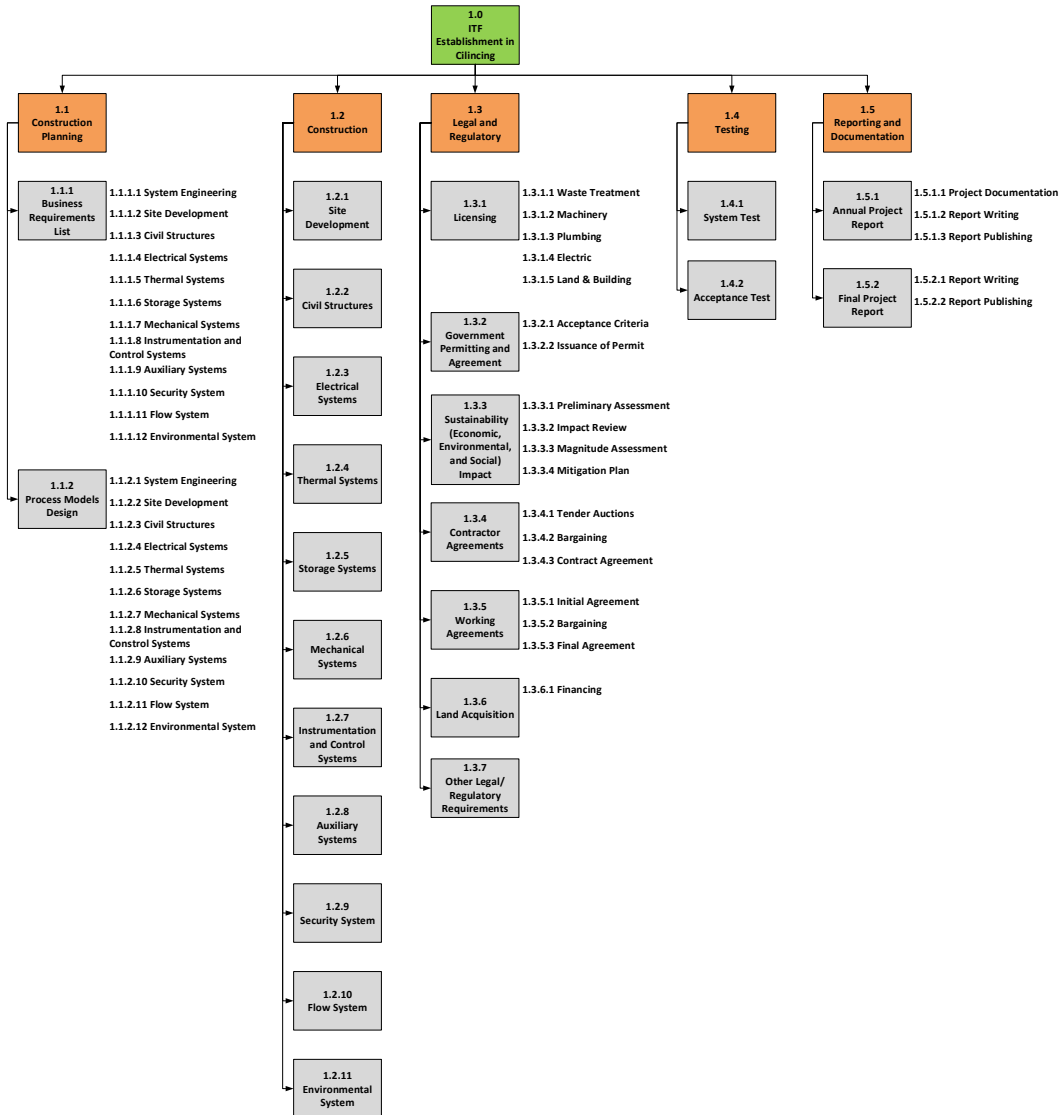 1.0
ITF
Establishment in
Cilincing
1.1
Construction
Planning
1.1.1
Business
Requirements
List
1.1.1.1 System Engineering
1.1.1.2 Site Development
1.1.1.3 Civil Structures
1.1.1.4 Electrical Systems
1.1.1.5 Thermal Systems
1.1.1.6 Storage Systems
1.1.1.7 Mechanical Systems
1.1.1.8 Instrumentation and
Control Systems
1.1.1.9 Auxiliary Systems
1.1.1.10 Security System
1.1.1.11 Flow System
1.1.1.12 Environmental System
1.1.2
Process Models
Design
1.1.2.1 System Engineering
1.1.2.2 Site Development
1.1.2.3 Civil Structures
1.1.2.4 Electrical Systems
1.1.2.5 Thermal Systems
1.1.2.6 Storage Systems
1.1.2.7 Mechanical Systems
1.1.2.8 Instrumentation and
Constrol Systems
1.1.2.9 Auxiliary Systems
1.1.2.10 Security System
1.1.2.11 Flow System
1.1.2.12 Environmental System
1.2
Construction
1.2.1
Site
Development
1.2.2
Civil Structures
1.2.3
Electrical
Systems
1.2.4
Thermal Systems
1.2.5
Storage Systems
1.2.6
Mechanical
Systems
1.2.7
Instrumentation
and Control
Systems
1.2.8
Auxiliary
Systems
1.2.9
Security System
1.2.10
Flow System
1.2.11
Environmental
System
1.3
Legal and
Regulatory
1.3.1
Licensing
1.3.1.1 Waste Treatment
1.3.1.2 Machinery
1.3.1.3 Plumbing
1.3.1.4 Electric
1.3.1.5 Land & Building
1.3.2
Government
Permitting and
Agreement
1.3.2.1 Acceptance Criteria
1.3.2.2 Issuance of Permit
1.3.3
Sustainability
(Economic,
Environmental,
and Social)
Impact
1.3.3.1 Preliminary Assessment
1.3.3.2 Impact Review
1.3.3.3 Magnitude Assessment
1.3.3.4 Mitigation Plan
1.3.4
Contractor
Agreements
1.3.4.1 Tender Auctions
1.3.4.2 Bargaining
1.3.4.3 Contract Agreement
1.3.5
Working
Agreements
1.3.5.1 Initial Agreement
1.3.5.2 Bargaining
1.3.5.3 Final Agreement
1.3.6
Land Acquisition
1.3.6.1 Financing
1.3.7
Other Legal/
Regulatory
Requirements
1.4
Testing
1.4.1
System Test
1.4.2
Acceptance Test
1.5
Reporting and
Documentation
1.5.1
Annual Project
Report
1.5.1.1 Project Documentation
1.5.1.2 Report Writing
1.5.1.3 Report Publishing
1.5.2
Final Project
Report
1.5.2.1 Report Writing
1.5.2.2 Report Publishing